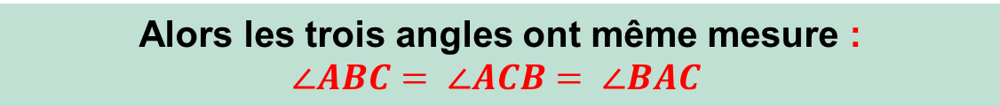 Alors les trois angles ont même mesure :
∠ABC = ∠ACB = ∠BAC